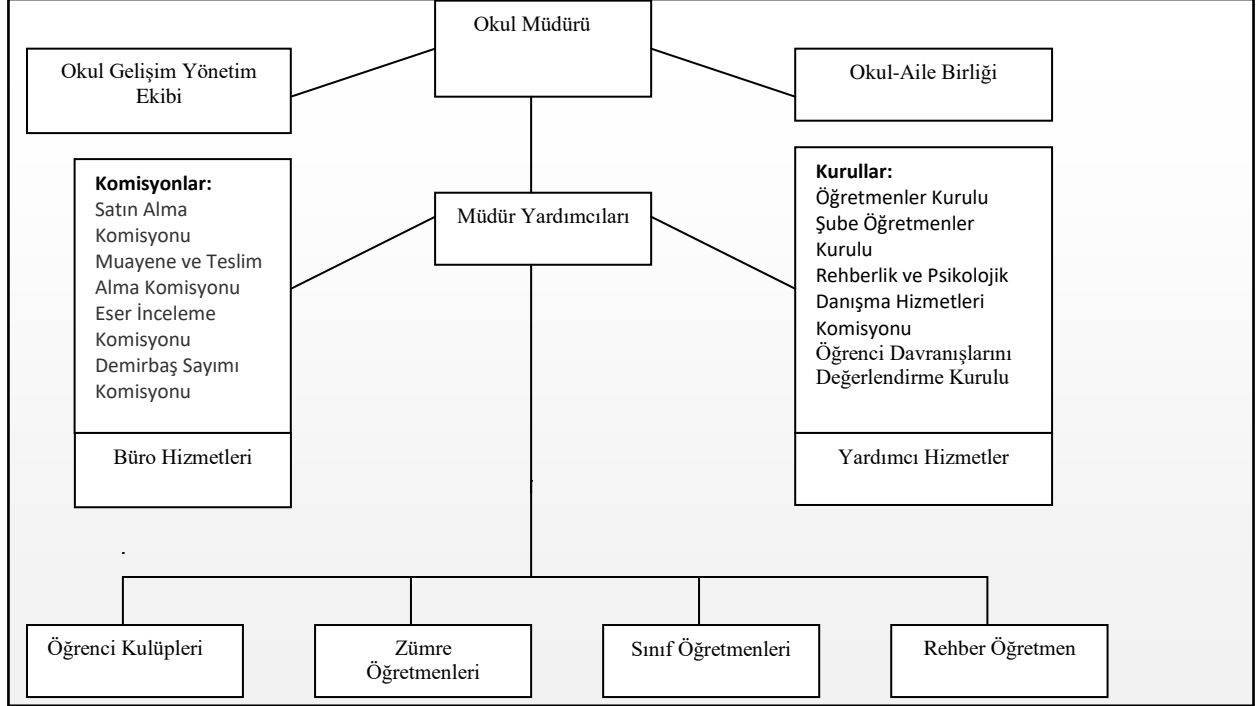 Okul Müdürü
Okul Gelişim Yönetim
Ekibi
Okul-Aile Birliği
Komisyonlar:
Satın Alma
Komisyonu
Muayene ve Teslim
Alma Komisyonu
Eser İnceleme
Komisyonu
Demirbaş Sayımı
Komisyonu
Müdür Yardımcıları
Kurullar:
Öğretmenler Kurulu
Şube Öğretmenler
Kurulu
Rehberlik ve Psikolojik
Danışma Hizmetleri
Komisyonu
Öğrenci Davranışlarını
Değerlendirme Kurulu
Büro Hizmetleri
Yardımcı Hizmetler
Öğrenci Kulüpleri
Zümre
Öğretmenleri
Sınıf Öğretmenleri
Rehber Öğretmen